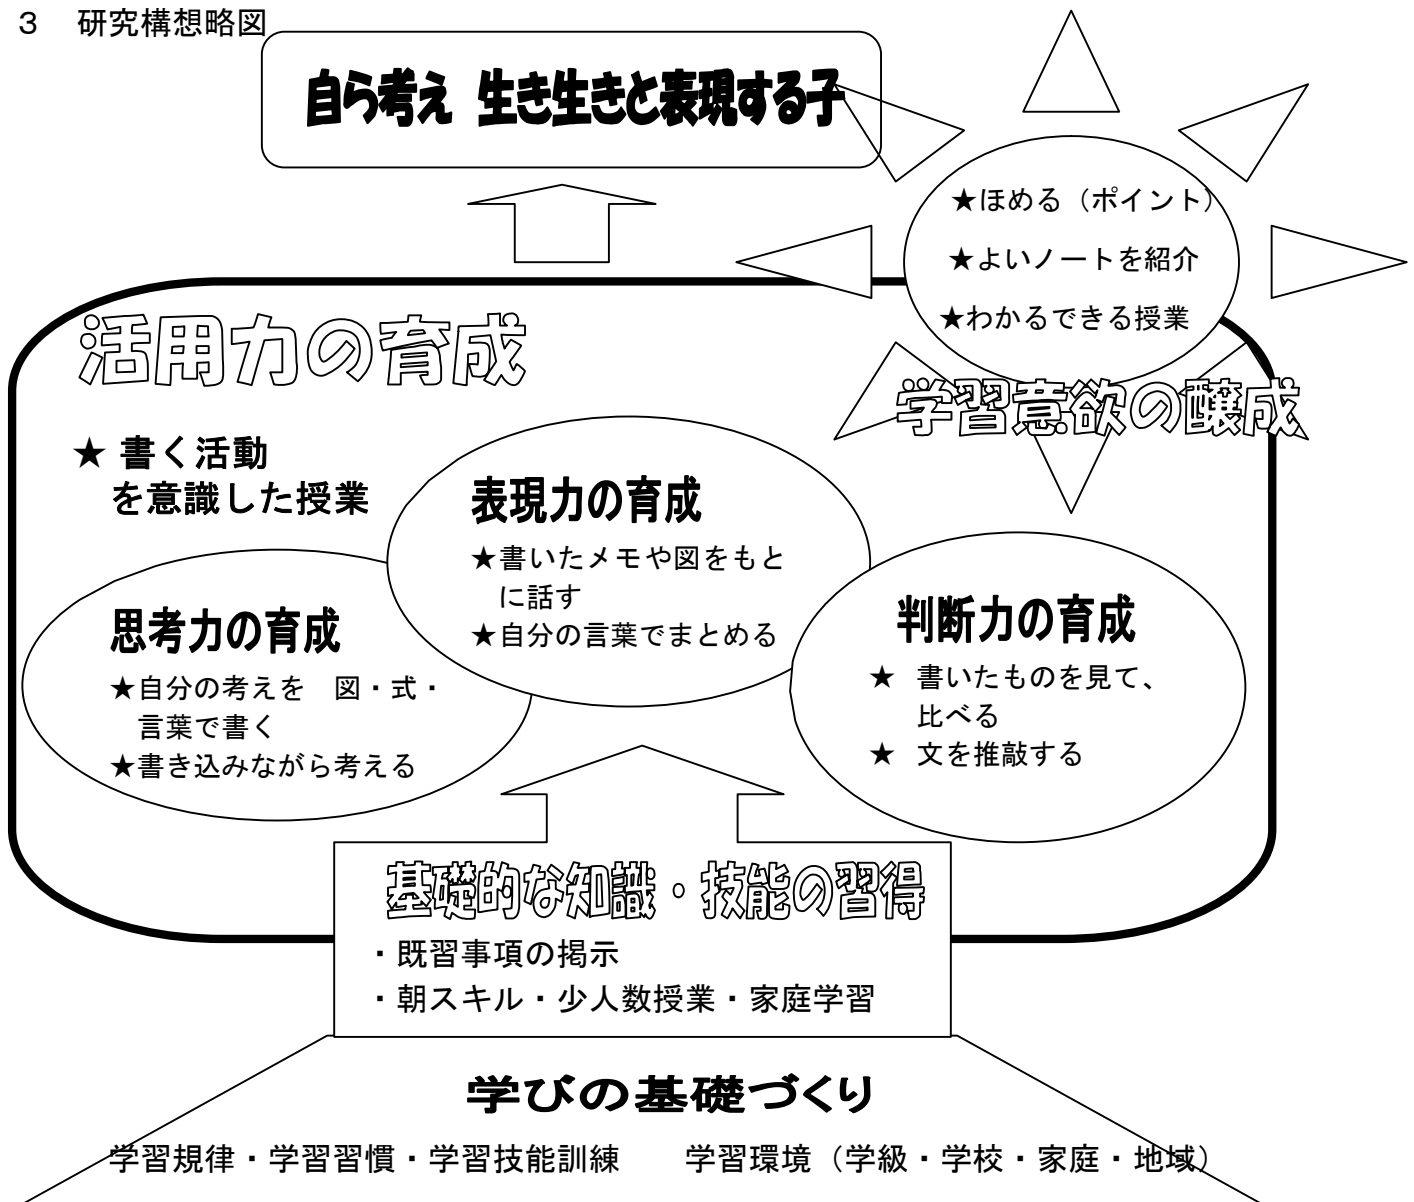 ３　研究構想略図
自ら考え 生き生きと表現する子
★ほめる（ポイント）
★よいノートを紹介
★わかるできる授業
学習意欲の醸成
活用力の育成
★ 書く活動
を意識した授業
表現力の育成
★書いたメモや図をもと
に話す
★自分の言葉でまとめる
思考力の育成
★自分の考えを　図・式・
言葉で書く
★書き込みながら考える
判断力の育成
★ 書いたものを見て、
比べる
★ 文を推敲する
基礎的な知識・技能の習得
・既習事項の掲示
・朝スキル・少人数授業・家庭学習
学びの基礎づくり
学習規律・学習習慣・学習技能訓練　　学習環境（学級・学校・家庭・地域）